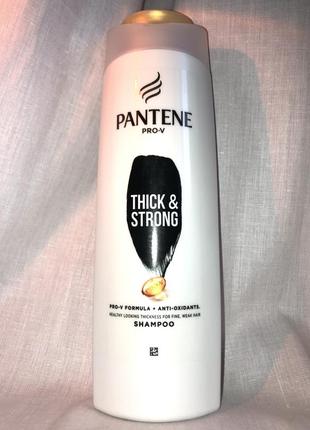 PANTENE
PRO-V
THICK &
STRONG
PRO-V FORMULA + ANTI-OXIDANTS.
HEALTHY LOOKING THICKNESS FOR FINE, WEAK HAIR
SHAMPOO